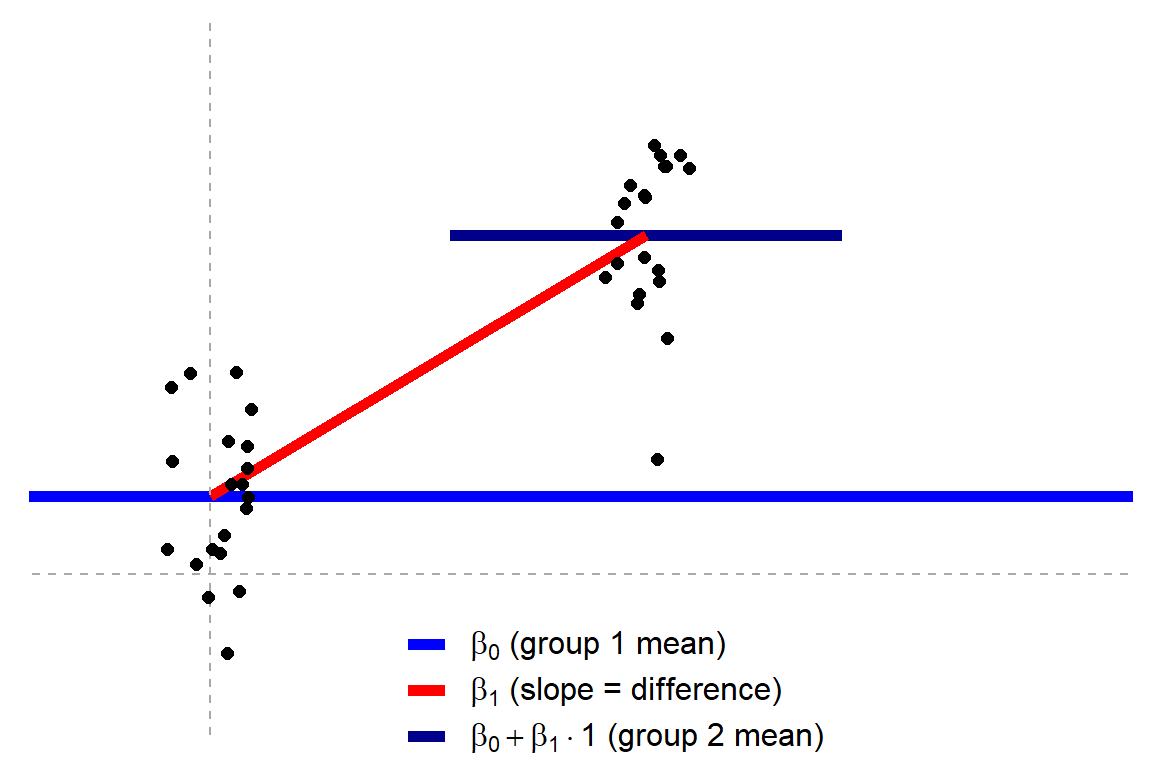 β₀ (group 1 mean)
β₁ (slope = difference)
β₀ + β₁ · 1 (group 2 mean)